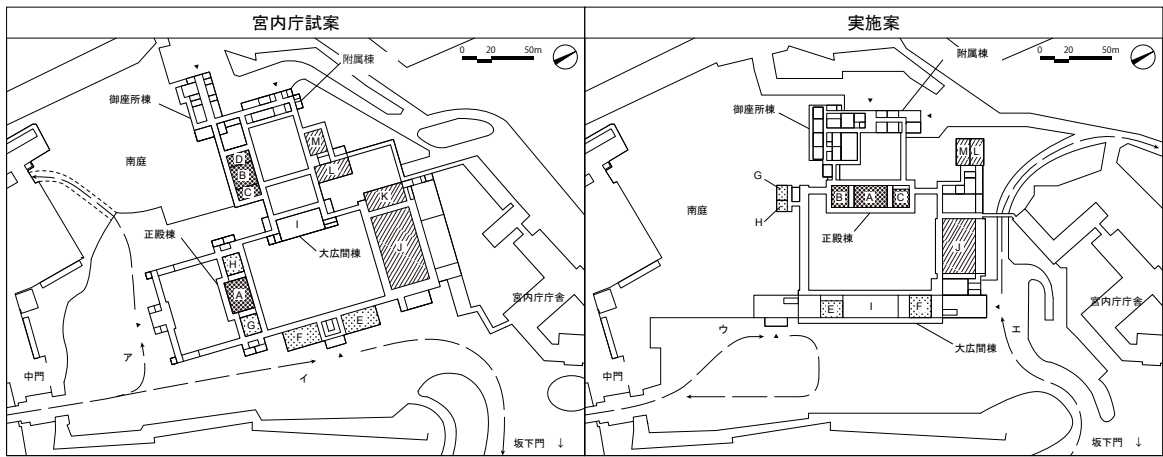 宮内庁試案
0 20 50m
附属棟
御座所棟
M
D
B
C
L
南庭
K
I
J
正殿棟
大広間棟
H
A
G
宮内庁庁舎
E
F
ア
中門
イ
坂下門 ↓
実施案
0 20 50m
附属棟
御座所棟
M L
G
B A C
南庭
H
正殿棟
J
宮内庁庁舎
E I F
ウ
エ
大広間棟
中門
坂下門 ↓